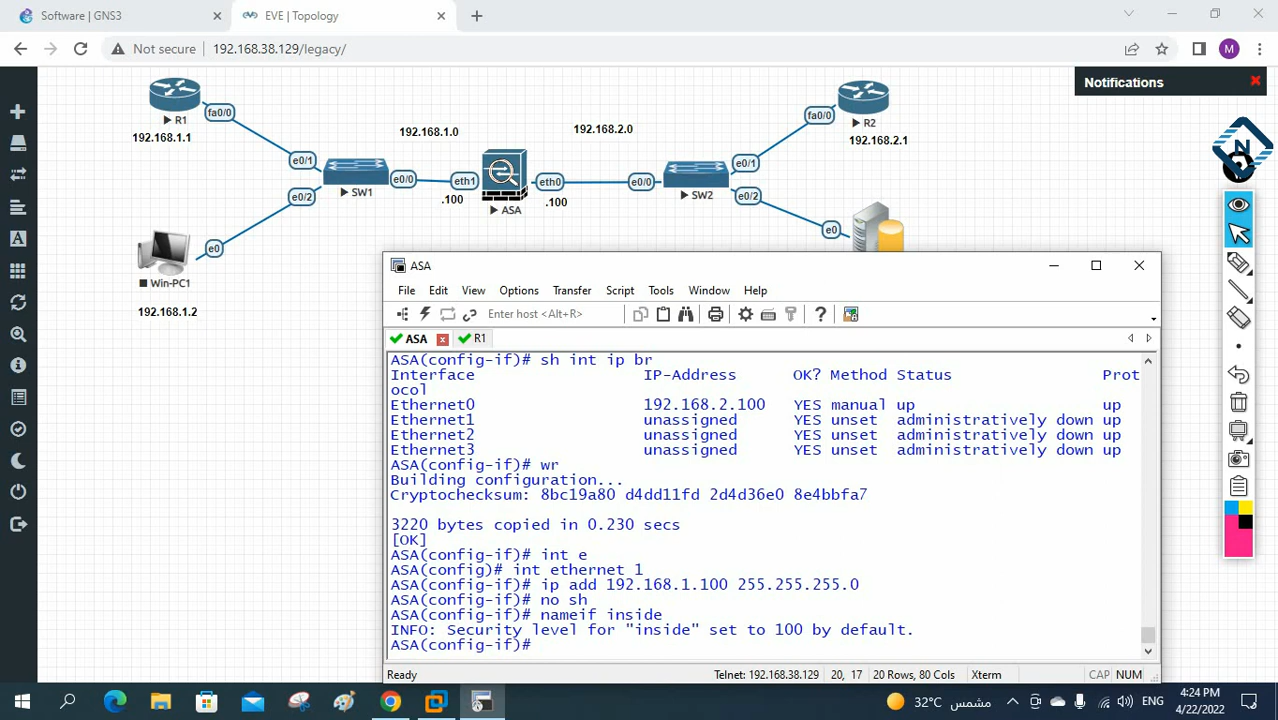 Software | GNS3
EVE | Topology
Not secure
192.168.38.129/legacy/
M
Notifications
N
R1
fa0/0
192.168.1.1
192.168.1.0
192.168.2.0
R2
fa0/0
192.168.2.1
e0/1
SW1
e0/0
eth1
eth0
e0/0
e0/1
SW2
e0/2
.100
ASA
.100
e0/2
e0
e0
Win-PC1
192.168.1.2
ASA
File Edit View Options Transfer Script Tools Window Help
Enter host <Alt+R>
ASA
R1
ASA(config-if)# sh int ip br
Interface IP-Address OK? Method Status Prot
ocol
Ethernet0 192.168.2.100 YES manual up up
Ethernet1 unassigned YES unset administratively down up
Ethernet2 unassigned YES unset administratively down up
Ethernet3 unassigned YES unset administratively down up
ASA(config-if)# wr
Building configuration...
Cryptochecksum: 8bc19a80 d4dd11fd 2d4d36e0 8e4bbfa7
3220 bytes copied in 0.230 secs
[OK]
ASA(config-if)# int e
ASA(config)# int ethernet 1
ASA(config-if)# ip add 192.168.1.100 255.255.255.0
ASA(config-if)# no sh
ASA(config-if)# nameif inside
INFO: Security level for "inside" set to 100 by default.
ASA(config-if)#
Ready
Telnet: 192.168.38.129
20, 17
20 Rows, 80 Cols
Xterm
CAP
NUM
32°C
مشمس
ENG
4:24 PM
4/22/2022